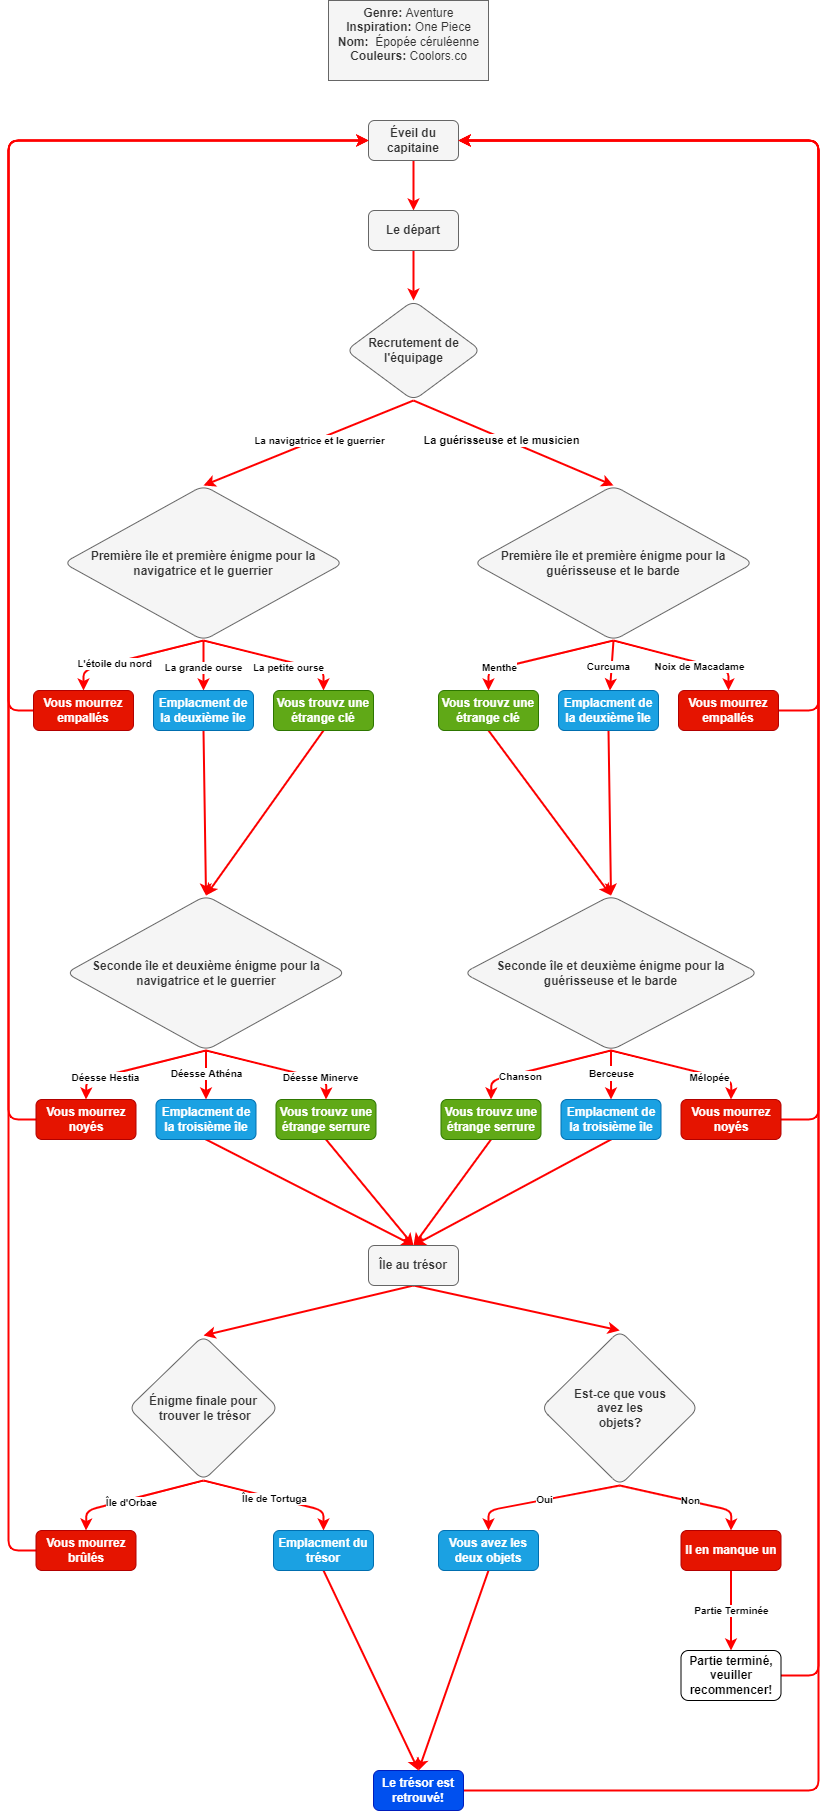 Genre: Aventure
Inspiration: One Piece
Nom: Épopée céruléenne
Couleurs: Coolors.co
Éveil du
capitaine
Le départ
Recrutement de
l'équipage
La navigatrice et le guerrier
La guérisseuse et le musicien
Première île et première énigme pour la
navigatrice et le guerrier
Première île et première énigme pour la
guérisseuse et le barde
L'étoile du nord
La grande ourse
La petite ourse
Menthe
Curcuma
Noix de Macadame
Vous mourrez
empallés
Emplacment de
la deuxième île
Vous trouvz une
étrange clé
Vous trouvz une
étrange clé
Emplacment de
la deuxième île
Vous mourrez
empallés
Seconde île et deuxième énigme pour la
navigatrice et le guerrier
Seconde île et deuxième énigme pour la
guérisseuse et le barde
Déesse Hestia
Déesse Athéna
Déesse Minerve
Chanson
Berceuse
Mélopée
Vous mourrez
noyés
Emplacment de
la troisième île
Vous trouvz une
étrange serrure
Vous trouvz une
étrange serrure
Emplacment de
la troisième île
Vous mourrez
noyés
Île au trésor
Énigme finale pour
trouver le trésor
Est-ce que vous
avez les
objets?
Île d'Orbae
Île de Tortuga
Oui
Non
Vous mourrez
brûlés
Emplacment du
trésor
Vous avez les
deux objets
Il en manque un
Partie Terminée
Partie terminé,
veuiller
recommencer!
Le trésor est
retrouvé!